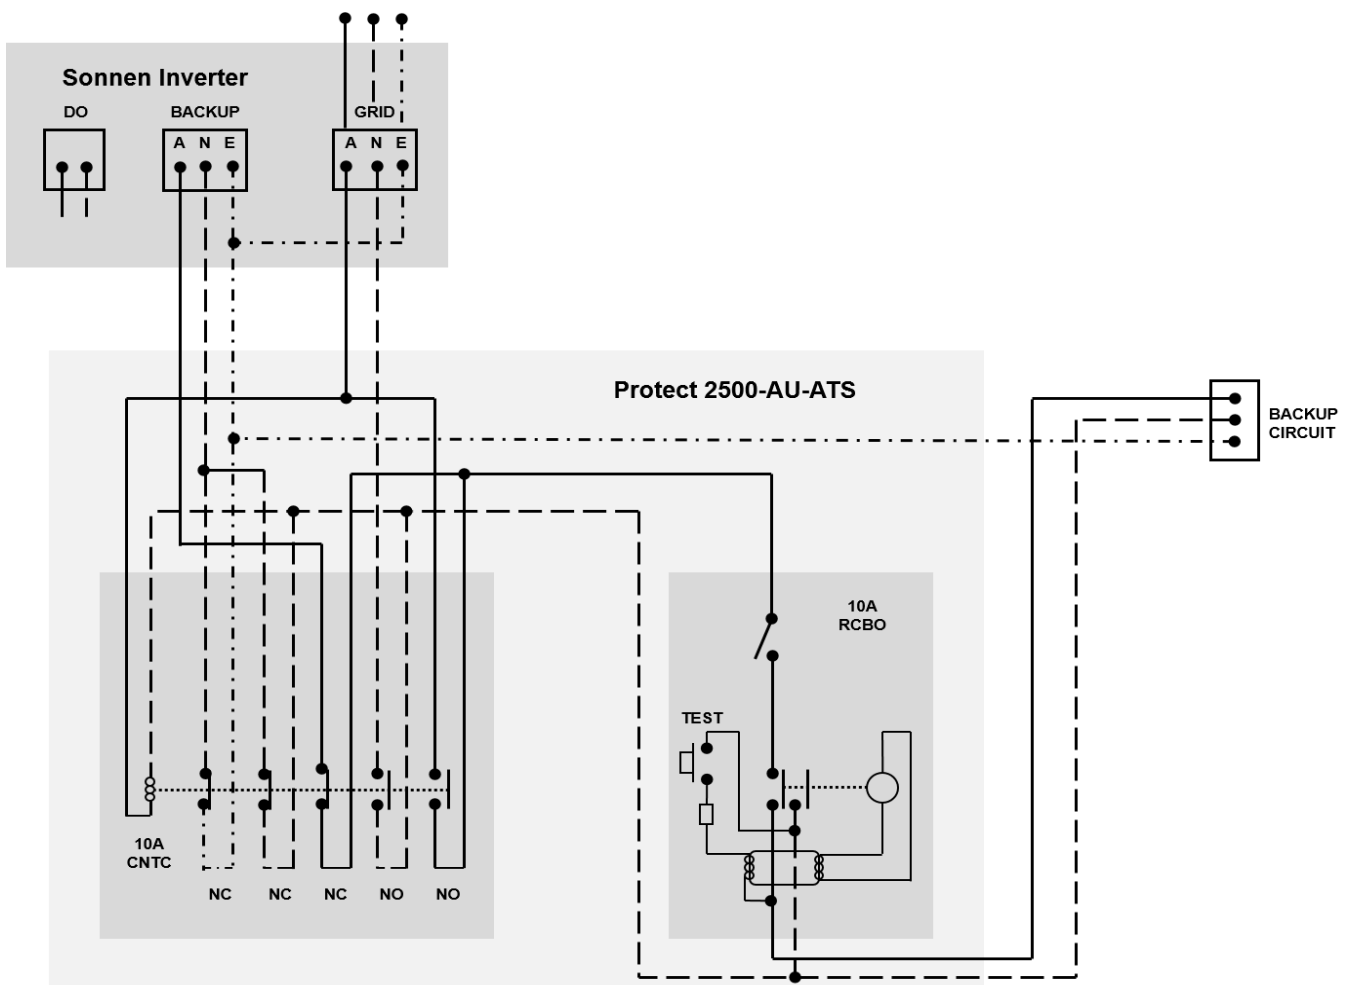 Sonnen Inverter
DO
BACKUP
GRID
A N E
A N E
Protect 2500-AU-ATS
BACKUP
CIRCUIT
10A
RCBO
TEST
10A
CNTC
NC
NC
NC
NO
NO